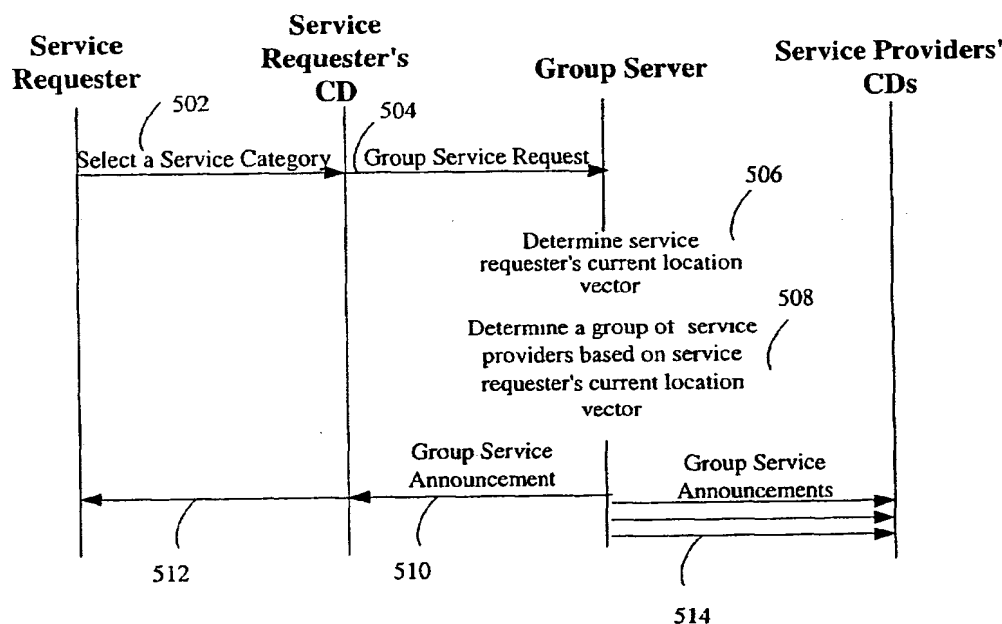 Service
Requester
Service
Requester's
CD
Group Server
Service Providers'
CDs
502
504
Select a Service Category
Group Service Request
506
Determine service
requester's current location
vector
508
Determine a group of service
providers based on service
requester's current location
vector
Group Service
Announcement
Group Service
Announcements
512
510
514